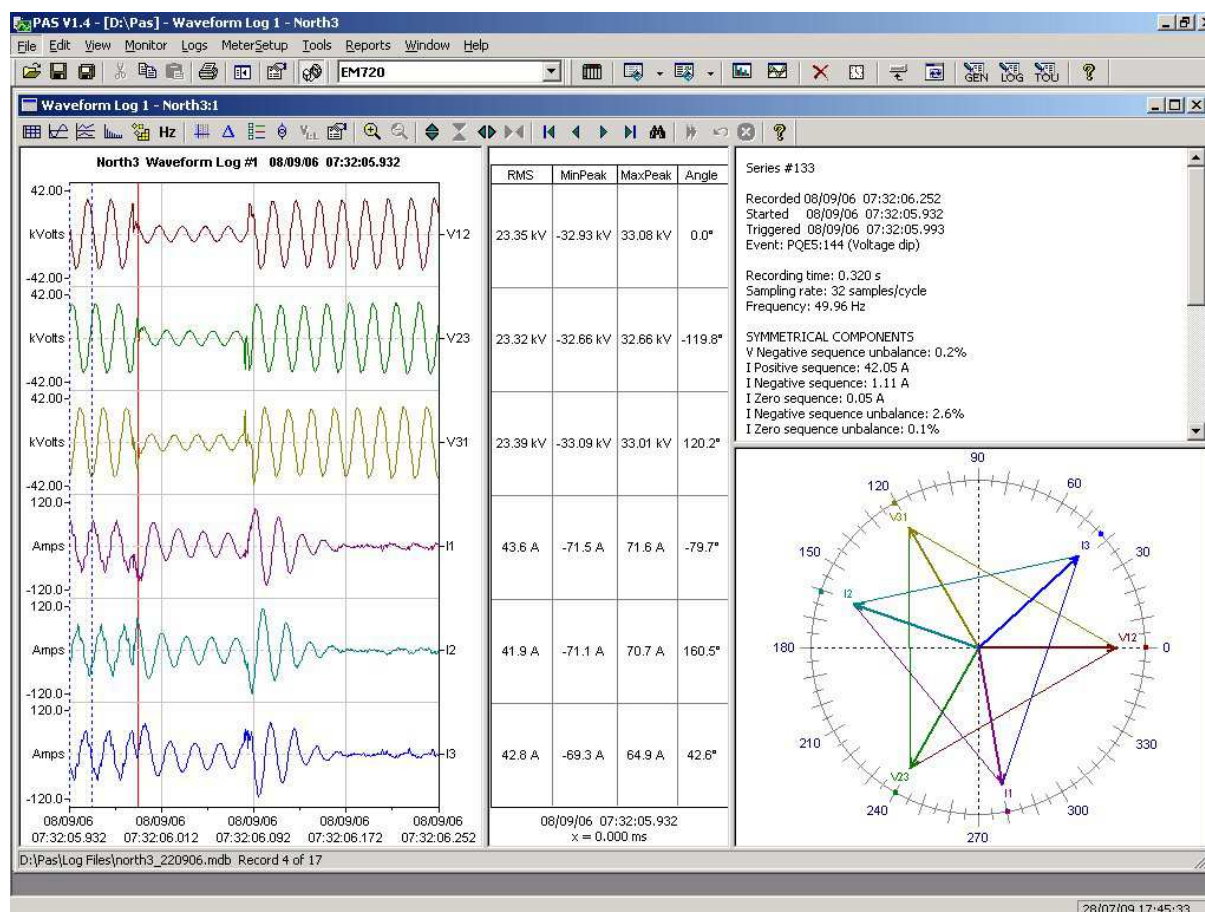 PAS V1.4 - [D:\Pas] - Waveform Log 1 - North3
File Edit View Monitor Logs MeterSetup Tools Reports Window Help
EM720
GEN LOG TOU
Waveform Log 1 - North3:1
Hz
North3 Waveform Log #1 08/09/06 07:32:05.932
42.00
kVolts
-42.00
V12
42.00
kVolts
-42.00
V23
42.00
kVolts
-42.00
V31
120.0
Amps
-120.0
I1
120.0
Amps
-120.0
I2
120.0
Amps
-120.0
I3
08/09/06 08/09/06 08/09/06 08/09/06 08/09/06
07:32:05.932 07:32:06.012 07:32:06.092 07:32:06.172 07:32:06.252
RMS MinPeak MaxPeak Angle
23.35 kV -32.93 kV 33.08 kV 0.0°
23.32 kV -32.66 kV 32.66 kV -119.8°
23.39 kV -33.09 kV 33.01 kV 120.2°
43.6 A -71.5 A 71.6 A -79.7°
41.9 A -71.1 A 70.7 A 160.5°
42.8 A -69.3 A 64.9 A 42.6°
08/09/06 07:32:05.932
x = 0.000 ms
Series #133
Recorded 08/09/06 07:32:06.252
Started 08/09/06 07:32:05.932
Triggered 08/09/06 07:32:05.993
Event: PQE5:144 (Voltage dip)
Recording time: 0.320 s
Sampling rate: 32 samples/cycle
Frequency: 49.96 Hz
SYMMETRICAL COMPONENTS
V Negative sequence unbalance: 0.2%
I Positive sequence: 42.05 A
I Negative sequence: 1.11 A
I Zero sequence: 0.05 A
I Negative sequence unbalance: 2.6%
I Zero sequence unbalance: 0.1%
90
120 60
V31
I3
150 30
I2
V12
180 0
210 330
V23
I1
240 300
270
D:\Pas\Log Files\north3_220906.mdb Record 4 of 17
28/07/09 17:45:33